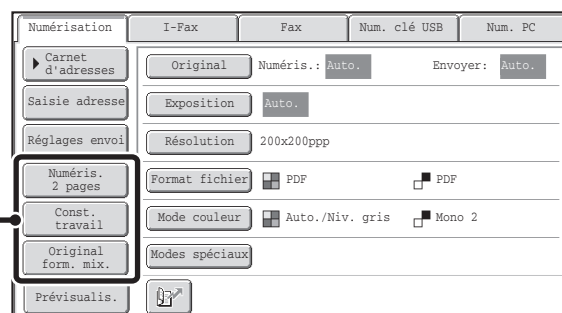 Numérisation I-Fax Fax Num. clé USB Num. PC
Carnet
d'adresses
Original Numéris.: Auto. Envoyer: Auto.
Saisie adresse Exposition Auto.
Réglages envoi Résolution 200x200ppp
Numéris.
2 pages
Format fichier PDF PDF
Const.
travail
Mode couleur Auto./Niv. gris Mono 2
Original
form. mix.
Modes spéciaux
Prévisualis.